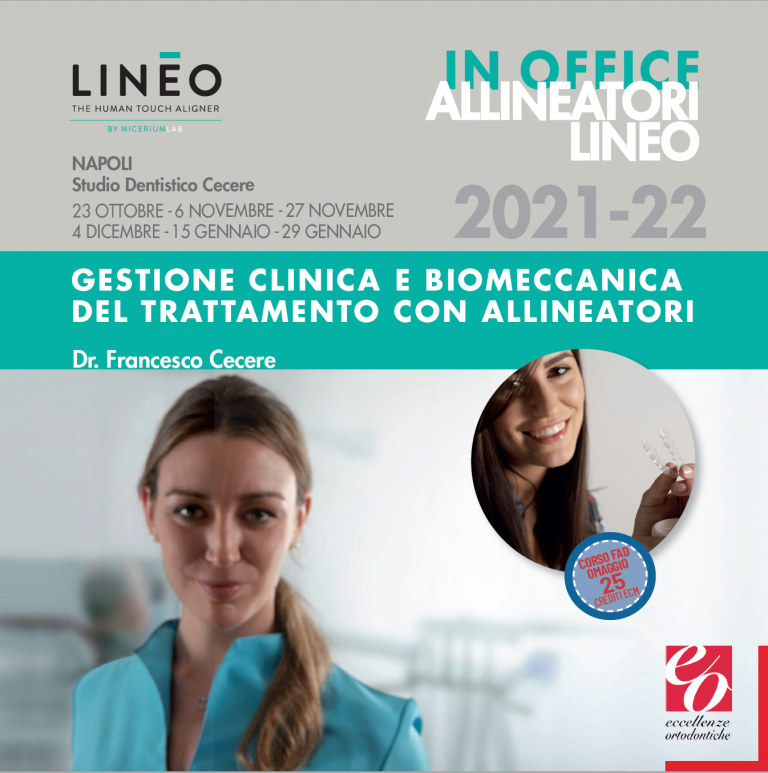 LINĒO
THE HUMAN TOUCH ALIGNER
BY MICERIUMLAB
IN OFFICE
ALLINEATORI
LINEO
2021-22
NAPOLI
Studio Dentistico Cecere
23 OTTOBRE - 6 NOVEMBRE - 27 NOVEMBRE
4 DICEMBRE - 15 GENNAIO - 29 GENNAIO
GESTIONE CLINICA E BIOMECCANICA
DEL TRATTAMENTO CON ALLINEATORI
Dr. Francesco Cecere
CORSO FAD
OMAGGIO
25
CREDITI ECM
eo
eccellenze
ortodontiche